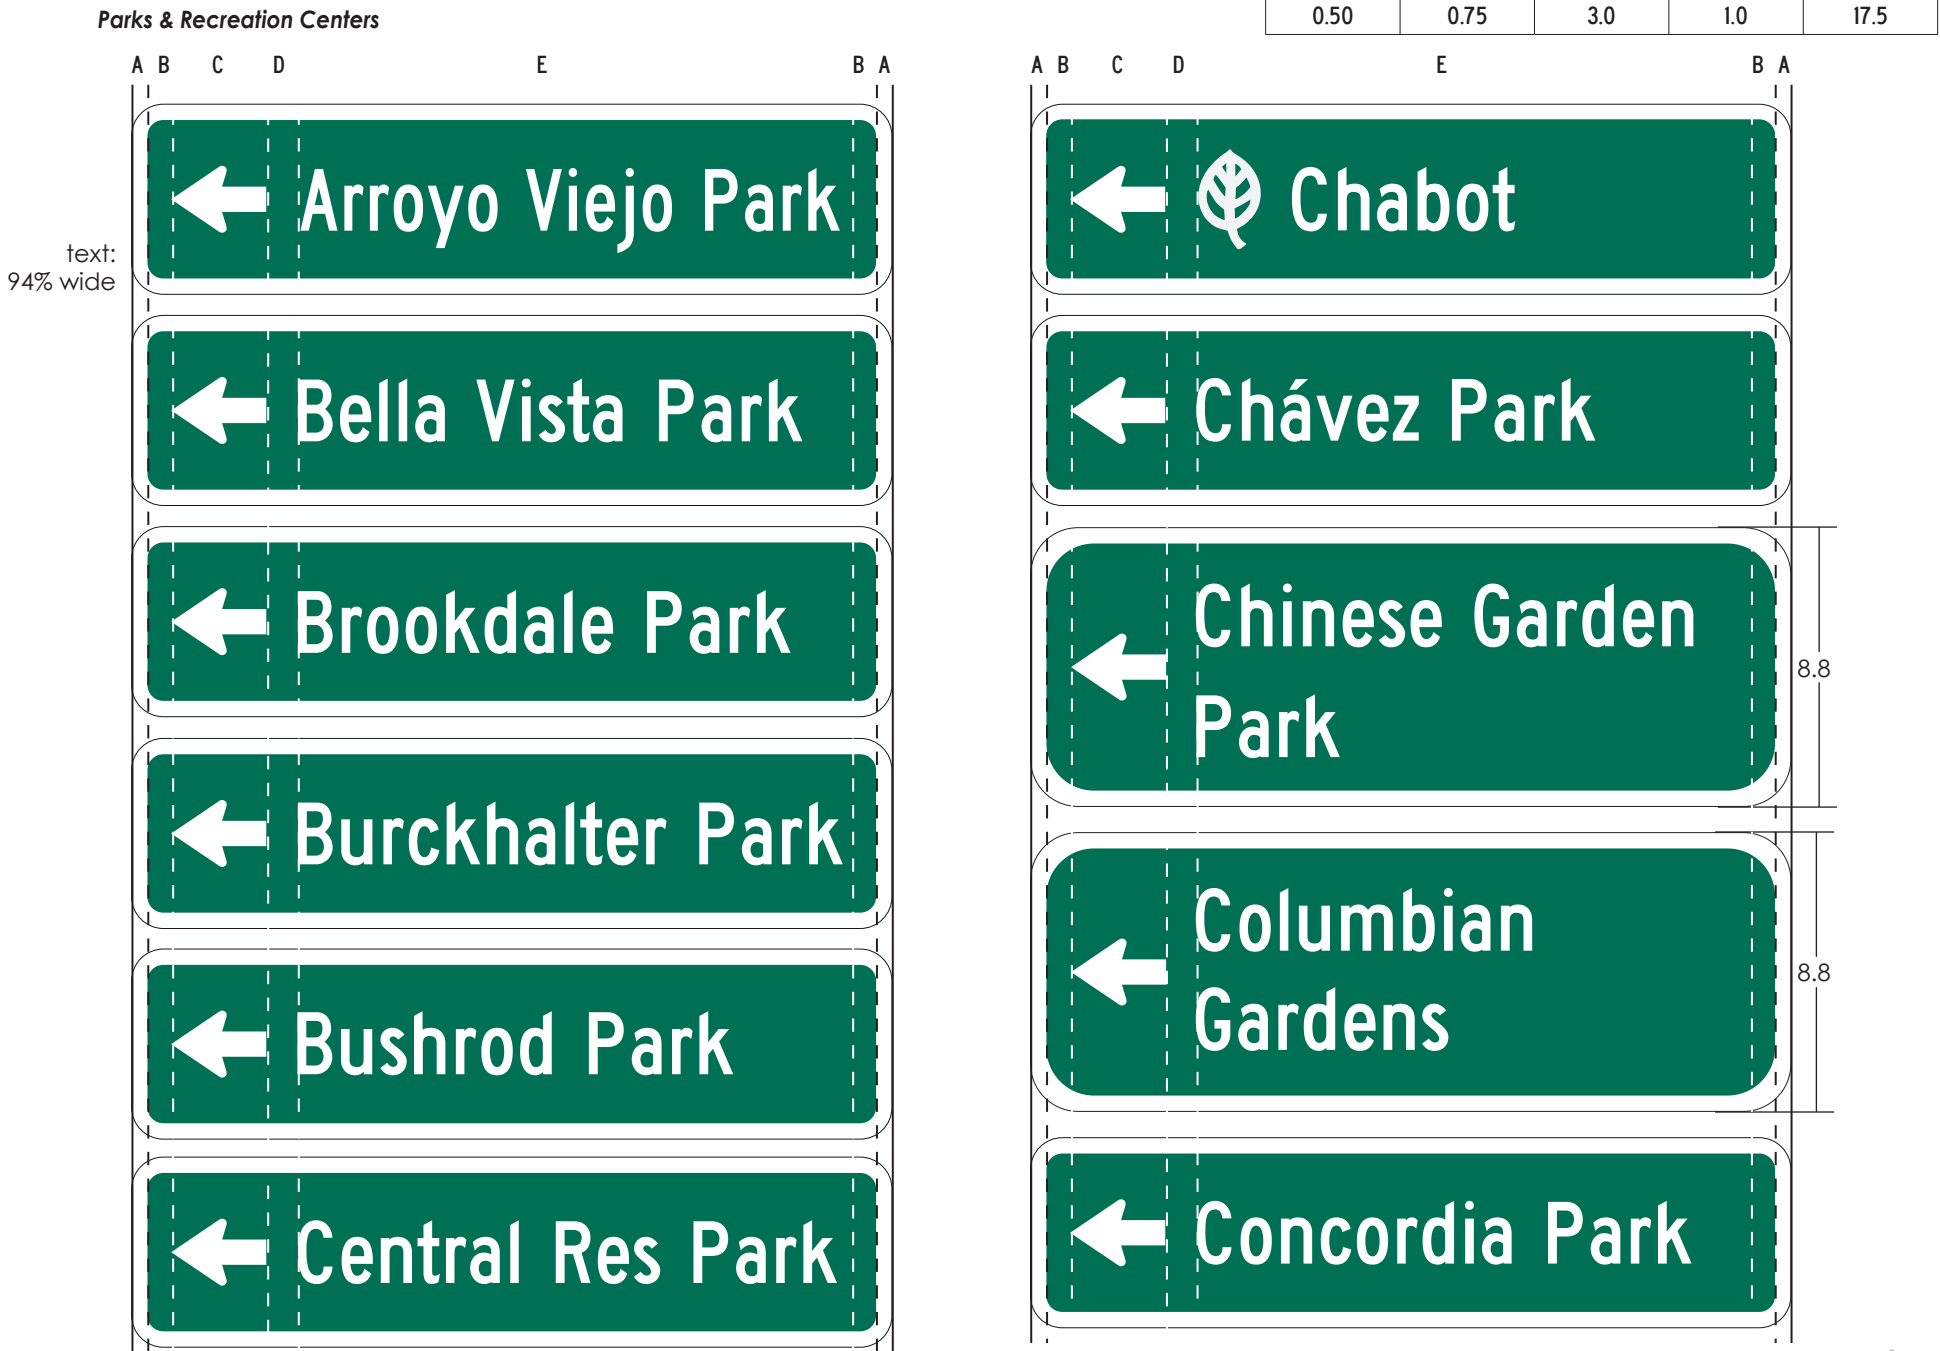 Parks & Recreation Centers
0.50 0.75 3.0 1.0 17.5
A B C D E B A
text:
94% wide
Arroyo Viejo Park
Bella Vista Park
Brookdale Park
Burckhalter Park
Bushrod Park
Central Res Park
A B C D E B A
Chabot
Chávez Park
Chinese Garden
Park
8.8
Columbian
Gardens
8.8
Concordia Park